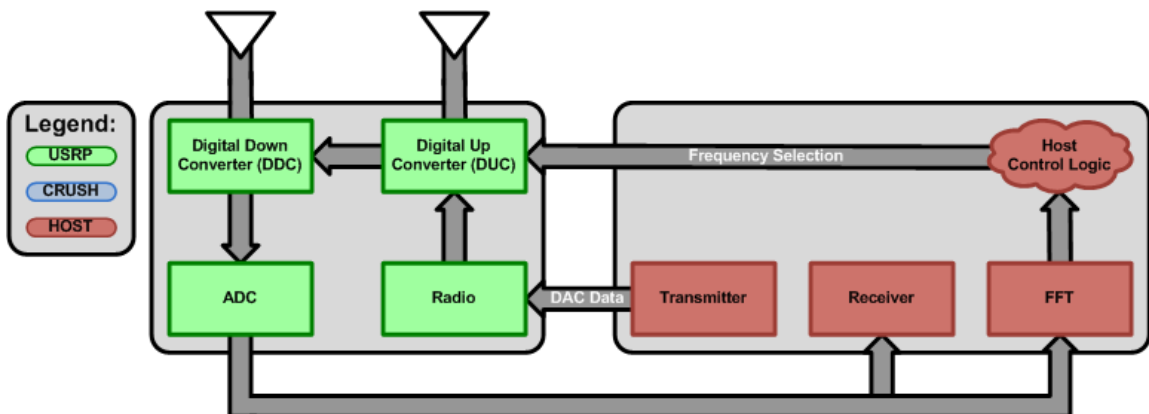 Legend:
USRP
CRUSH
HOST
Digital Down
Converter (DDC)
Digital Up
Converter (DUC)
Frequency Selection
Host
Control Logic
ADC
Radio
DAC Data
Transmitter
Receiver
FFT